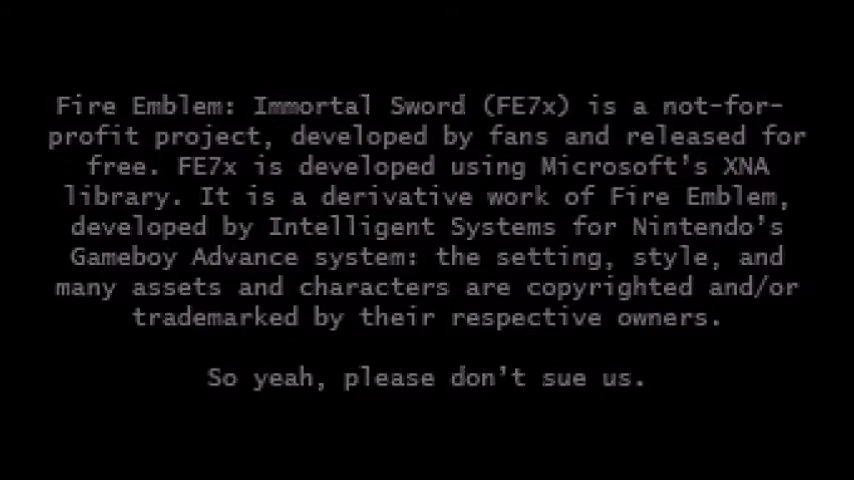 Fire Emblem: Immortal Sword (FE7x) is a not-for-
profit project, developed by fans and released for
free. FE7x is developed using Microsoft's XNA
library. It is a derivative work of Fire Emblem,
developed by Intelligent Systems for Nintendo's
Gameboy Advance system: the setting, style, and
many assets and characters are copyrighted and/or
trademarked by their respective owners.
So yeah, please don't sue us.